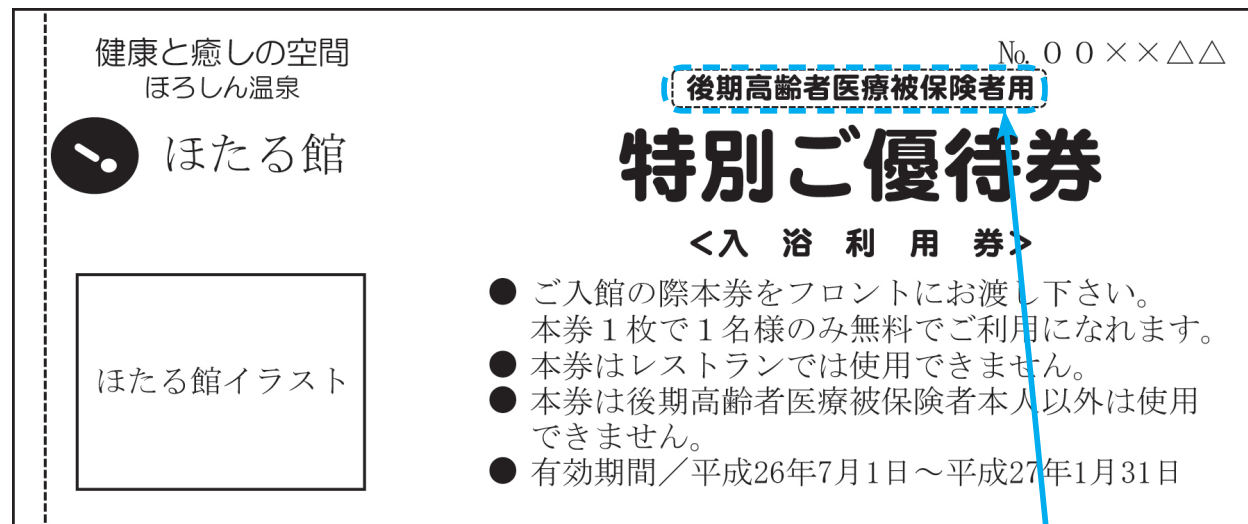 健康と癒しの空間
ほろしん温泉
ほたる館
ほたる館イラスト
№００××△△
後期高齢者医療被保険者用
特別ご優待券
<入浴利用券>
● ご入館の際本券をフロントにお渡し下さい。
本券１枚で１名様のみ無料でご利用になれます。
● 本券はレストランでは使用できません。
● 本券は後期高齢者医療被保険者本人以外は使用
できません。
● 有効期間／平成26年7月1日～平成27年1月31日